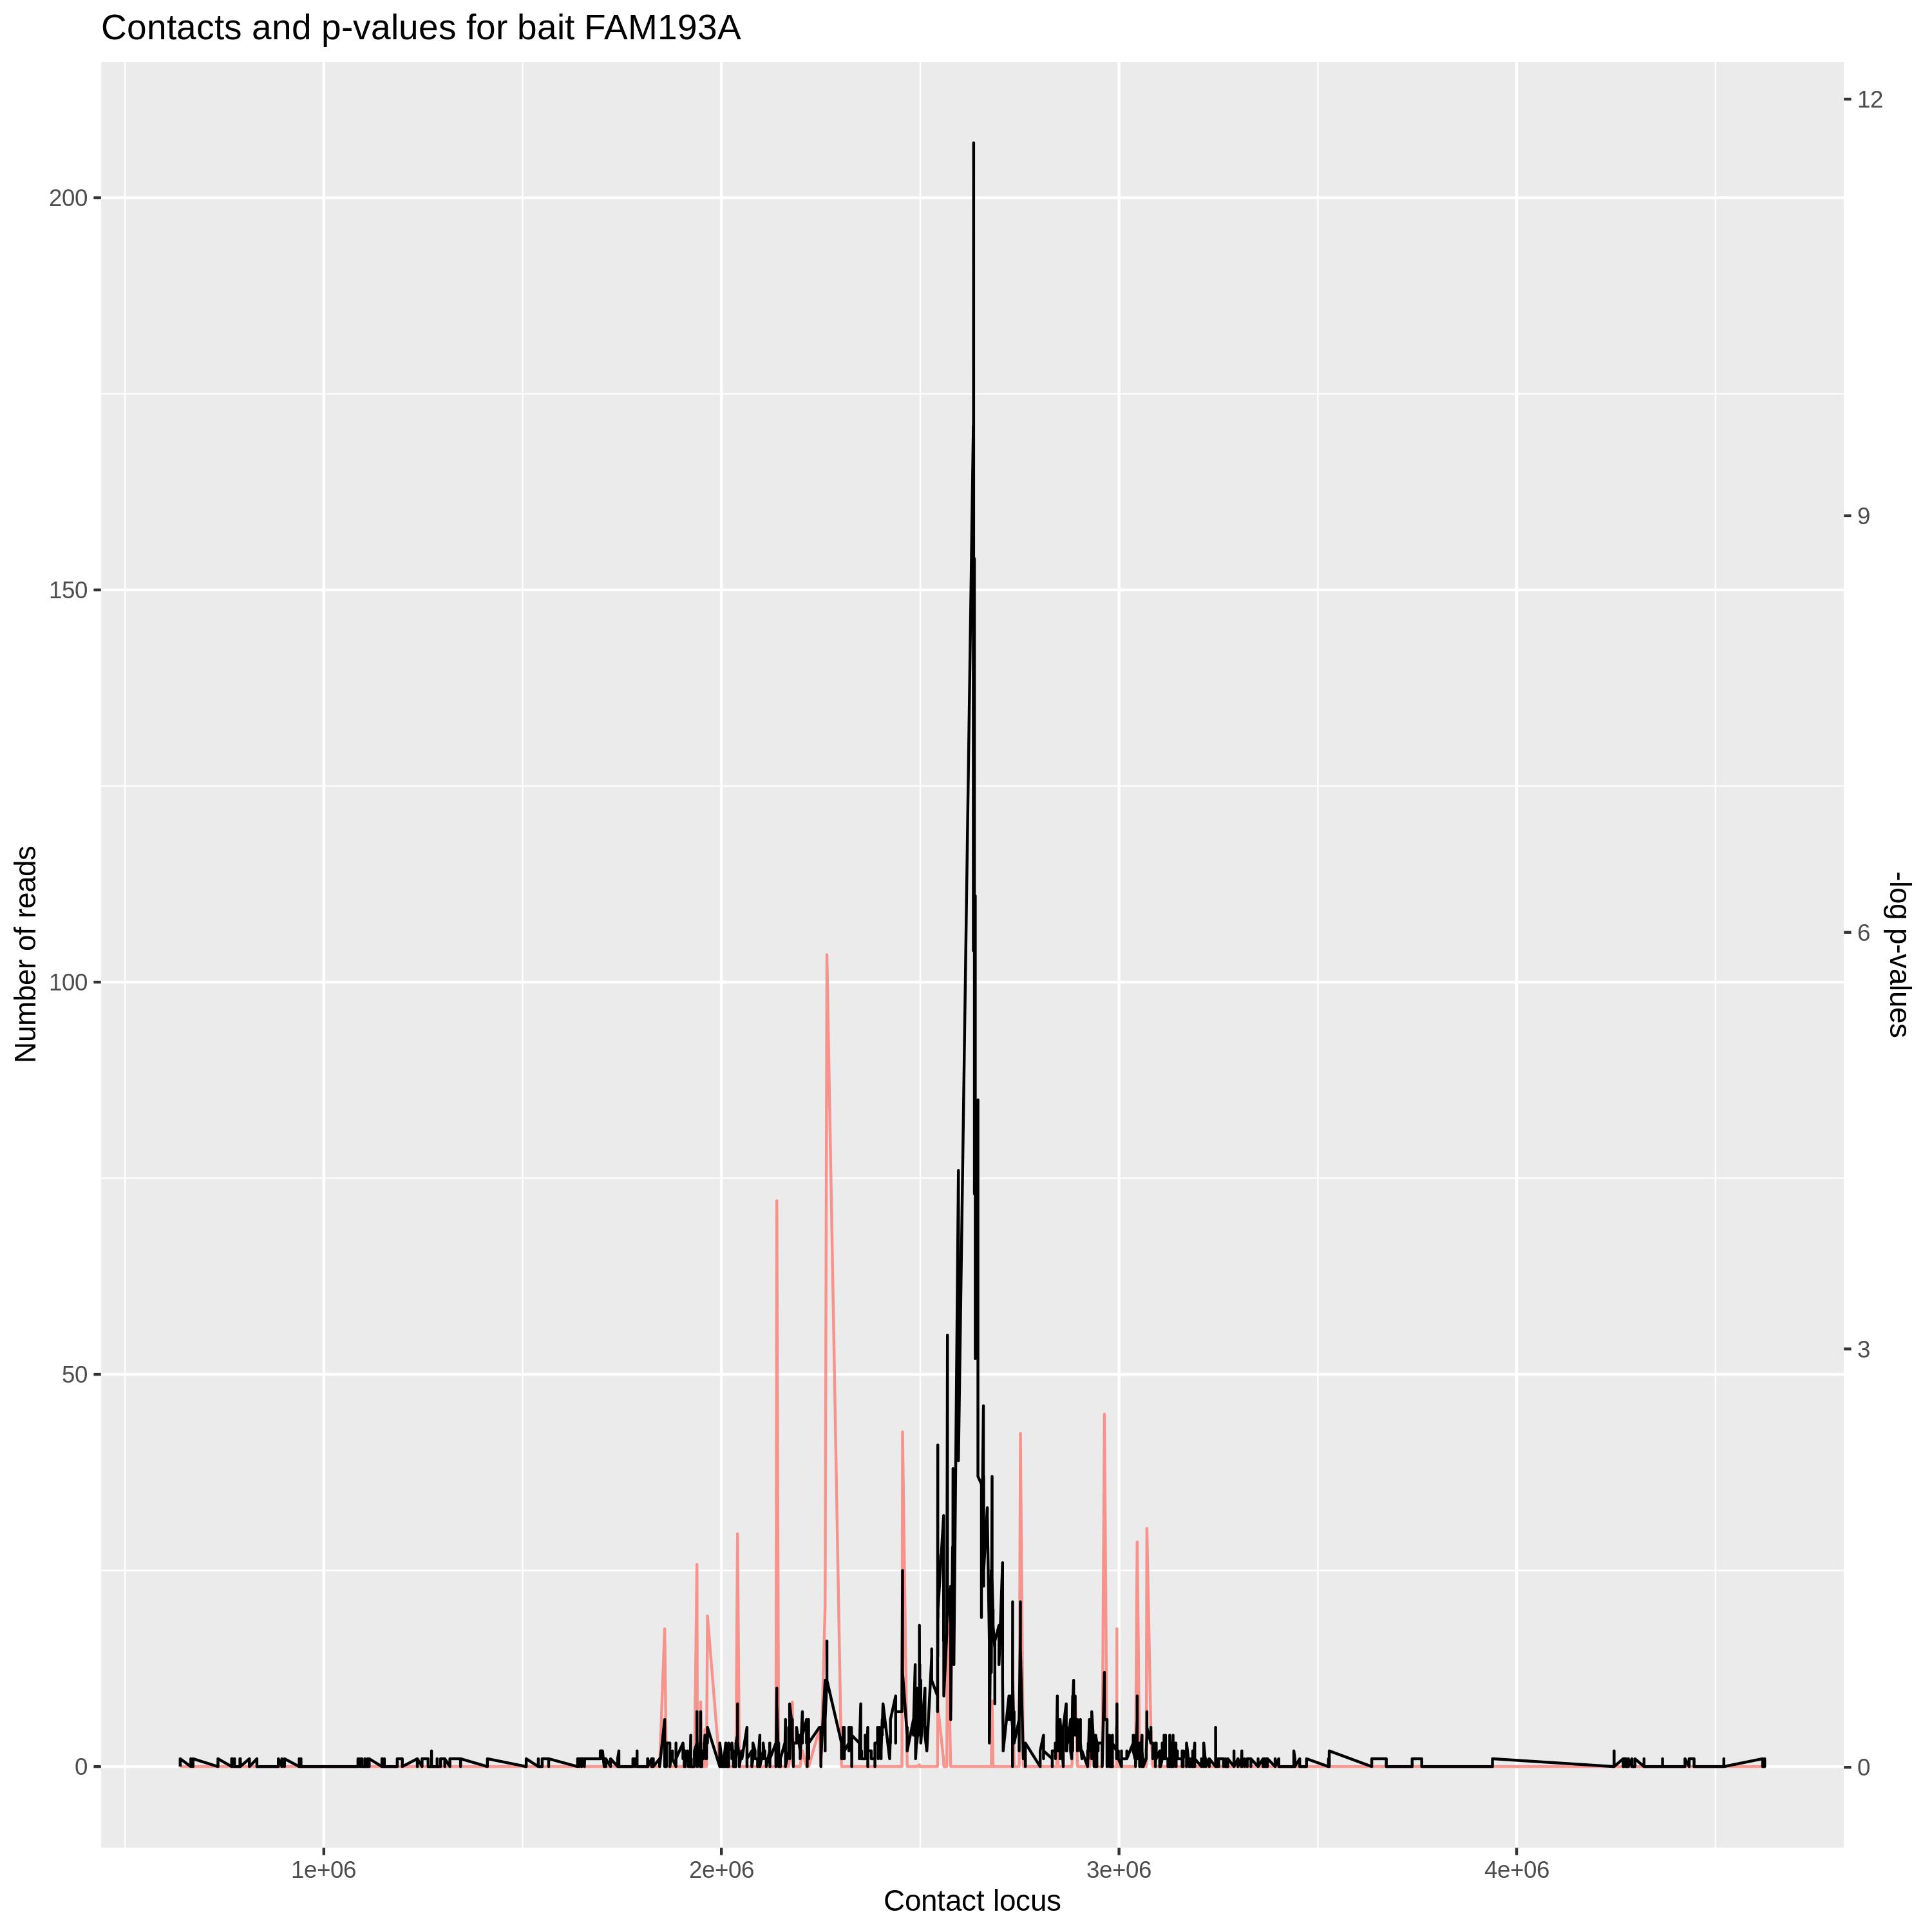 Contacts and p-values for bait FAM193A
Number of reads
200
150
100
50
0
12
9
6
3
0
-log p-values
1e+06
2e+06
3e+06
4e+06
Contact locus